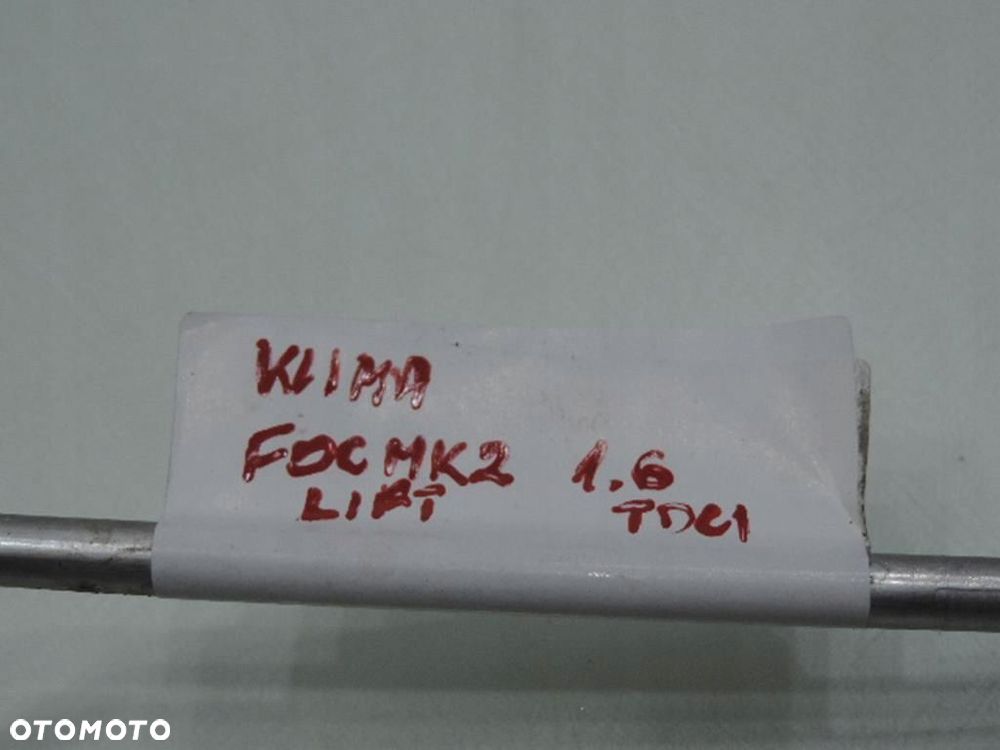 KLIMA
FOC MK2 1.6
LIFT TDCI
OTOMOTO